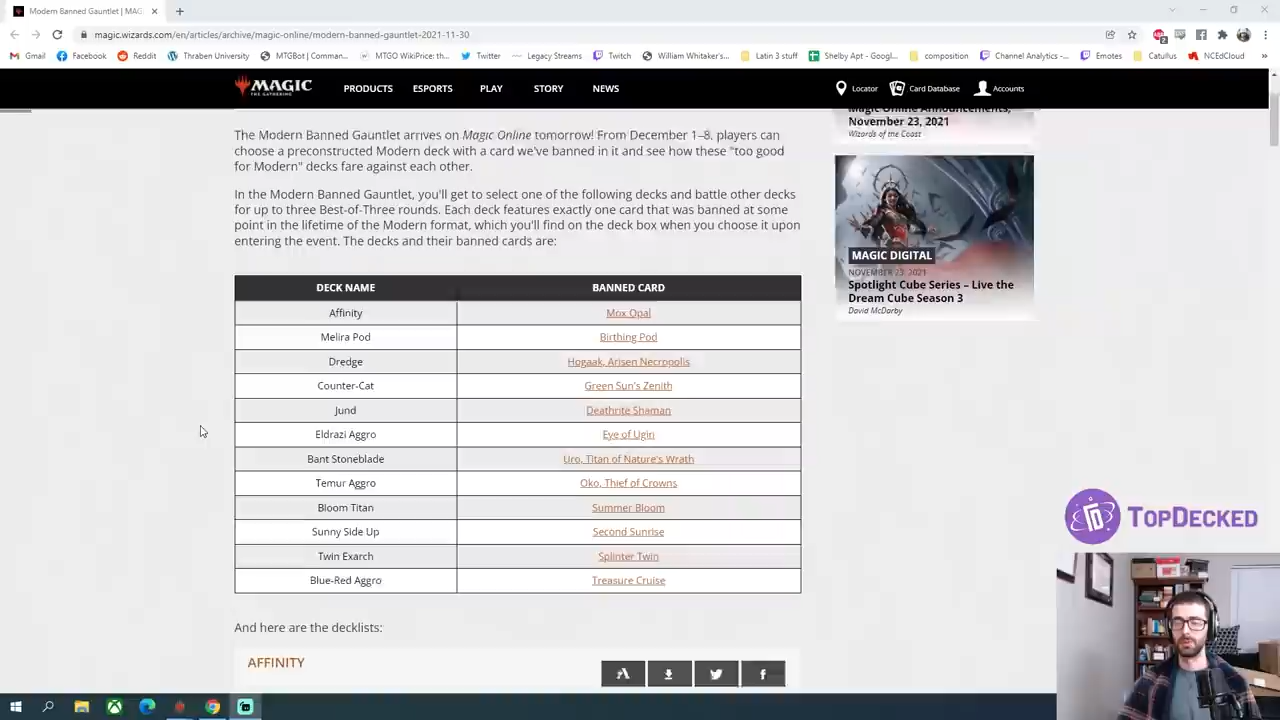 Modern Banned Gauntlet | MAG
magic.wizards.com/en/articles/archive/magic-online/modern-banned-gauntlet-2021-11-30
Gmail Facebook Reddit Thraben University MTGBot | Comman... MTGO WikiPrice: th... Twitter Legacy Streams Twitch William Whitaker's... Latin 3 stuff Shelby Apt - Googl... composition Channel Analytics -... Emotes Catullus NCEdCloud
MAGIC
THE GATHERING
PRODUCTS ESPORTS PLAY STORY NEWS Locator Card Database Accounts
The Modern Banned Gauntlet arrives on Magic Online tomorrow! From December 1–8, players can
choose a preconstructed Modern deck with a card we've banned in it and see how these "too good
for Modern" decks fare against each other.
In the Modern Banned Gauntlet, you'll get to select one of the following decks and battle other decks
for up to three Best-of-Three rounds. Each deck features exactly one card that was banned at some
point in the lifetime of the Modern format, which you'll find on the deck box when you choose it upon
entering the event. The decks and their banned cards are:
DECK NAME BANNED CARD
Affinity Mox Opal
Melira Pod Birthing Pod
Dredge Hogaak, Arisen Necropolis
Counter-Cat Green Sun's Zenith
Jund Deathrite Shaman
Eldrazi Aggro Eye of Ugin
Bant Stoneblade Uro, Titan of Nature's Wrath
Temur Aggro Oko, Thief of Crowns
Bloom Titan Summer Bloom
Sunny Side Up Second Sunrise
Twin Exarch Splinter Twin
Blue-Red Aggro Treasure Cruise
And here are the decklists:
AFFINITY
Magic Online Announcements,
November 23, 2021
Wizards of the Coast
MAGIC DIGITAL
NOVEMBER 23, 2021
Spotlight Cube Series – Live the
Dream Cube Season 3
David McDarby
TOPDECKED